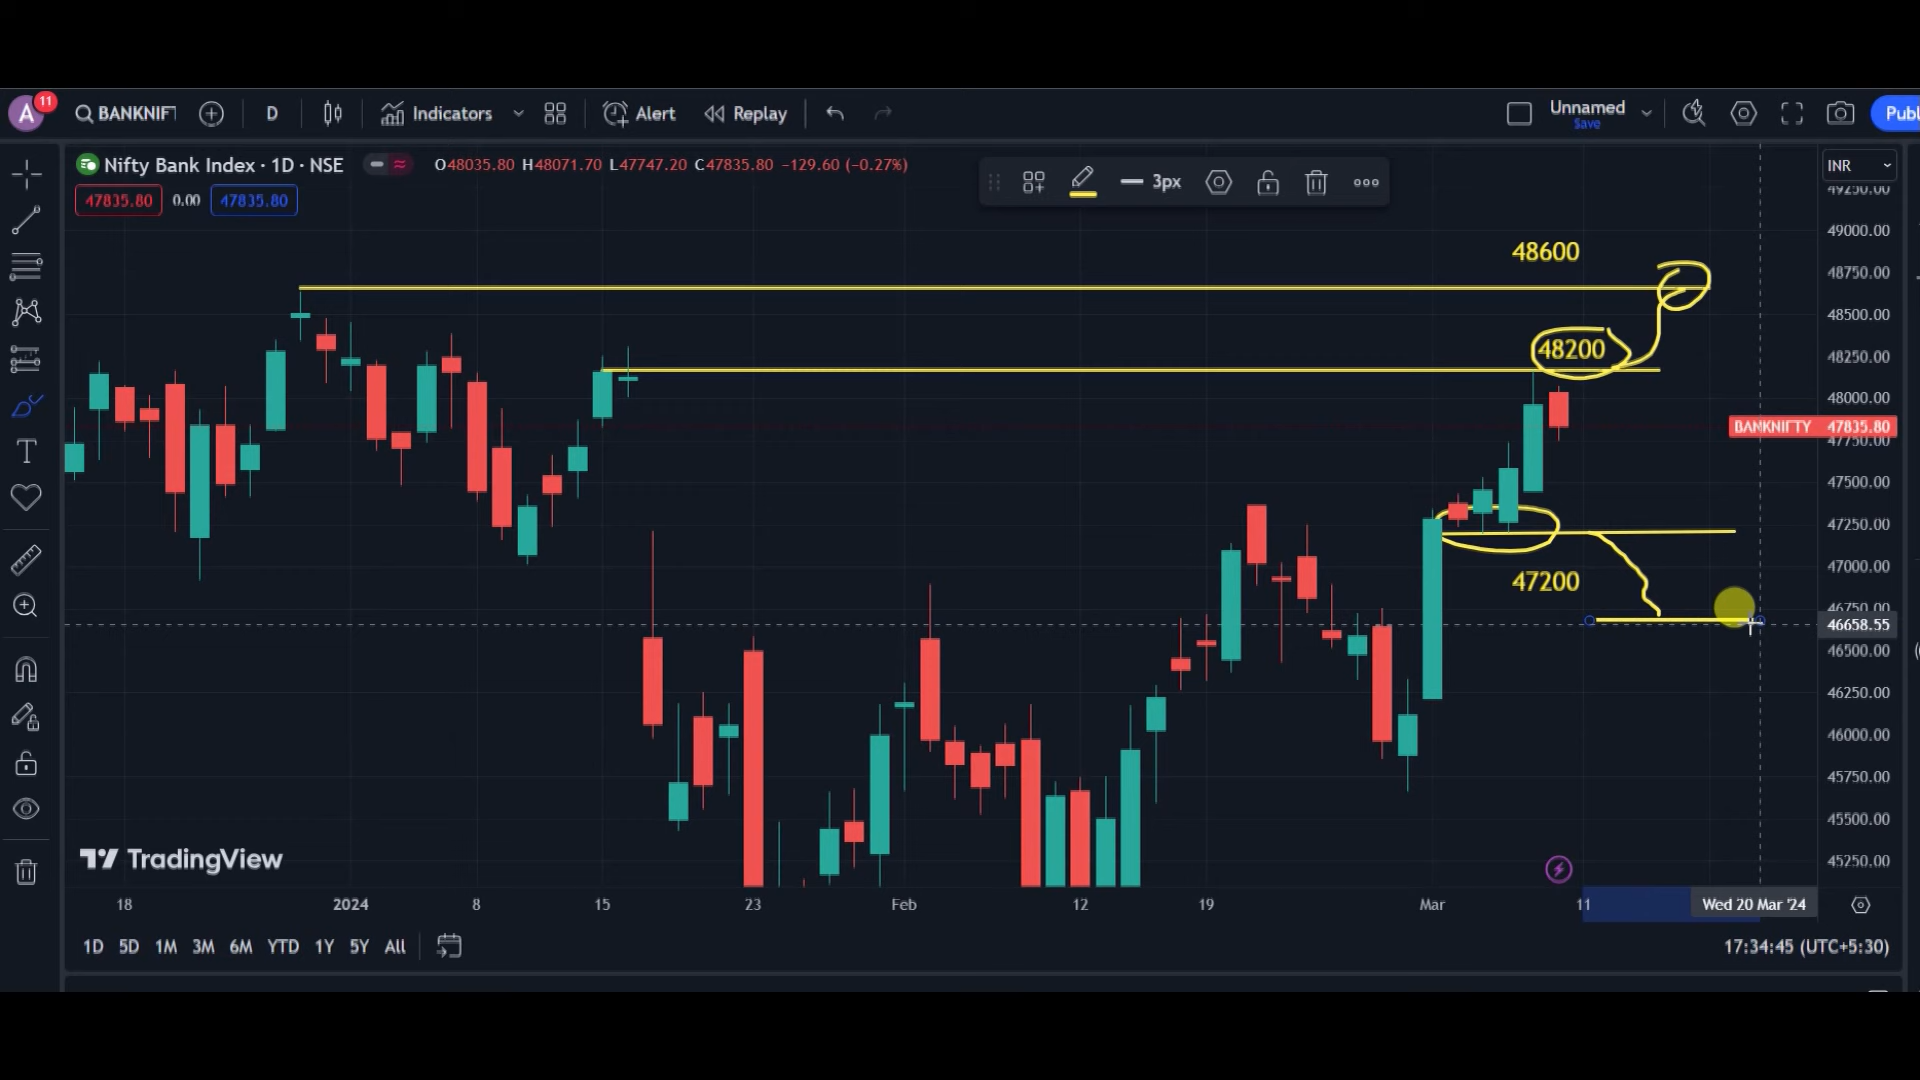 A 11 BANKNIFT D Indicators Alert Replay Unnamed Save Publ
Nifty Bank Index · 1D · NSE O48035.80 H48071.70 L47747.20 C47835.80 −129.60 (−0.27%)
47835.80 0.00 47835.80
3px
INR
49250.00
49000.00
48600
48750.00
48500.00
48200
48250.00
48000.00
BANKNIFTY 47835.80
47750.00
47500.00
47250.00
47000.00
47200
46750.00
46658.55
46500.00
46250.00
46000.00
45750.00
45500.00
45250.00
TradingView
18 2024 8 15 23 Feb 12 19 Mar 11 Wed 20 Mar '24
1D 5D 1M 3M 6M YTD 1Y 5Y All 17:34:45 (UTC+5:30)